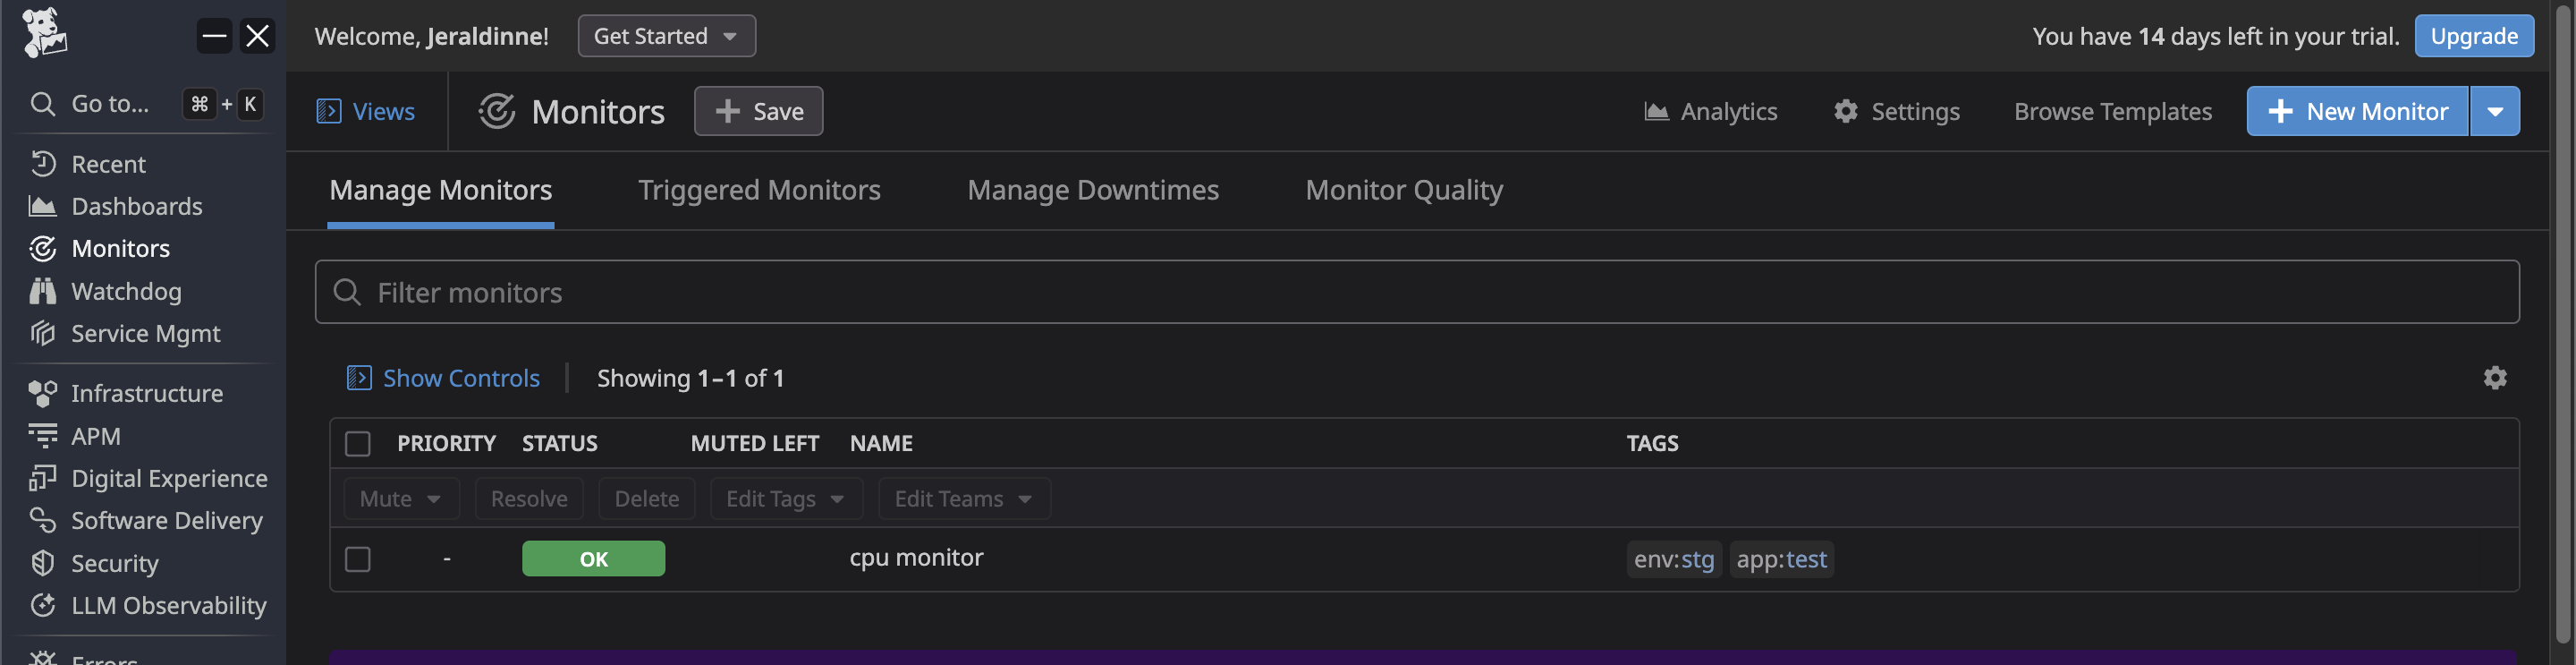 Welcome, Jeraldinne!
Get Started
You have 14 days left in your trial.
Upgrade
Go to...
⌘ + K
Recent
Dashboards
Monitors
Watchdog
Service Mgmt
Infrastructure
APM
Digital Experience
Software Delivery
Security
LLM Observability
Errors
Views
Monitors
+ Save
Analytics
Settings
Browse Templates
+ New Monitor
Manage Monitors
Triggered Monitors
Manage Downtimes
Monitor Quality
Filter monitors
Show Controls
Showing 1–1 of 1
PRIORITY STATUS MUTED LEFT NAME TAGS
Mute Resolve Delete Edit Tags Edit Teams
- OK cpu monitor env:stg app:test